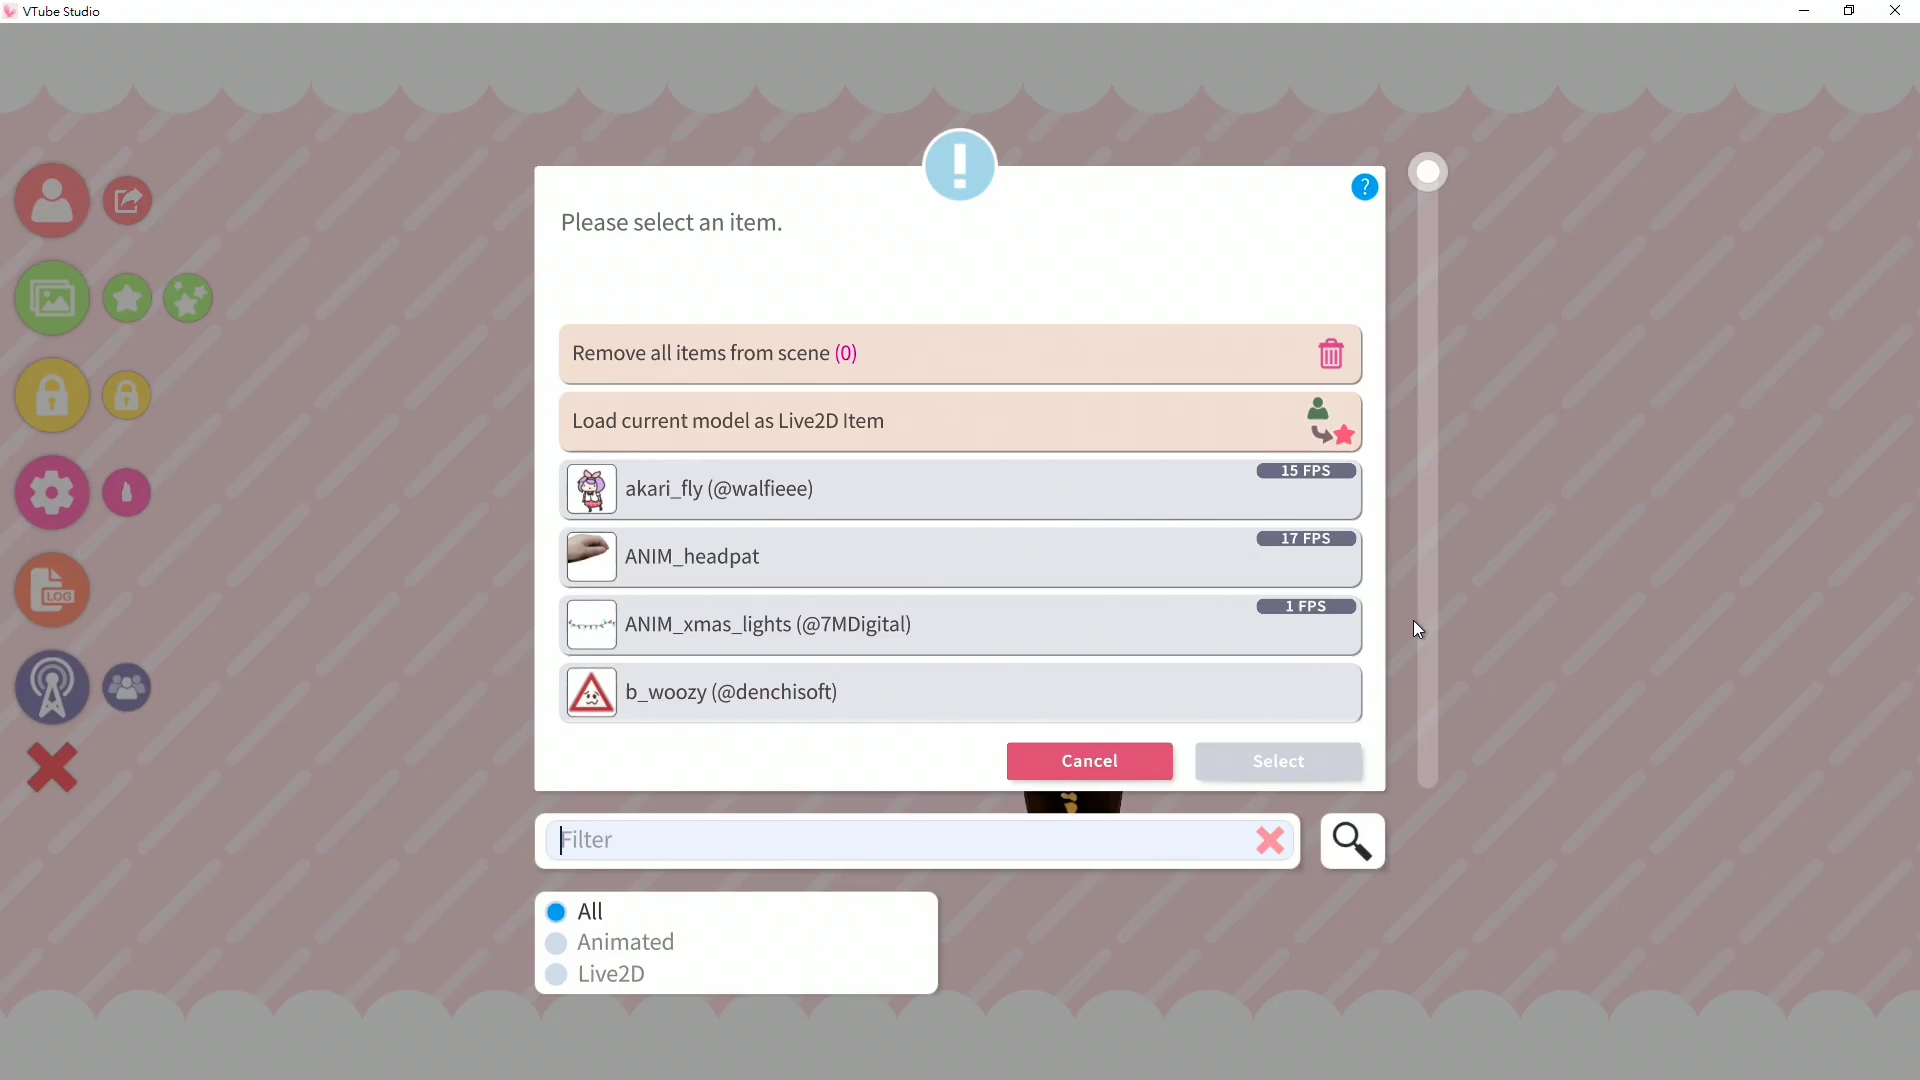 VTube Studio
Please select an item.
?
Remove all items from scene (0)
Load current model as Live2D Item
15 FPS
akari_fly (@walfieee)
17 FPS
ANIM_headpat
1 FPS
ANIM_xmas_lights (@7MDigital)
b_woozy (@denchisoft)
LOG
Cancel
Select
Filter
All
Animated
Live2D